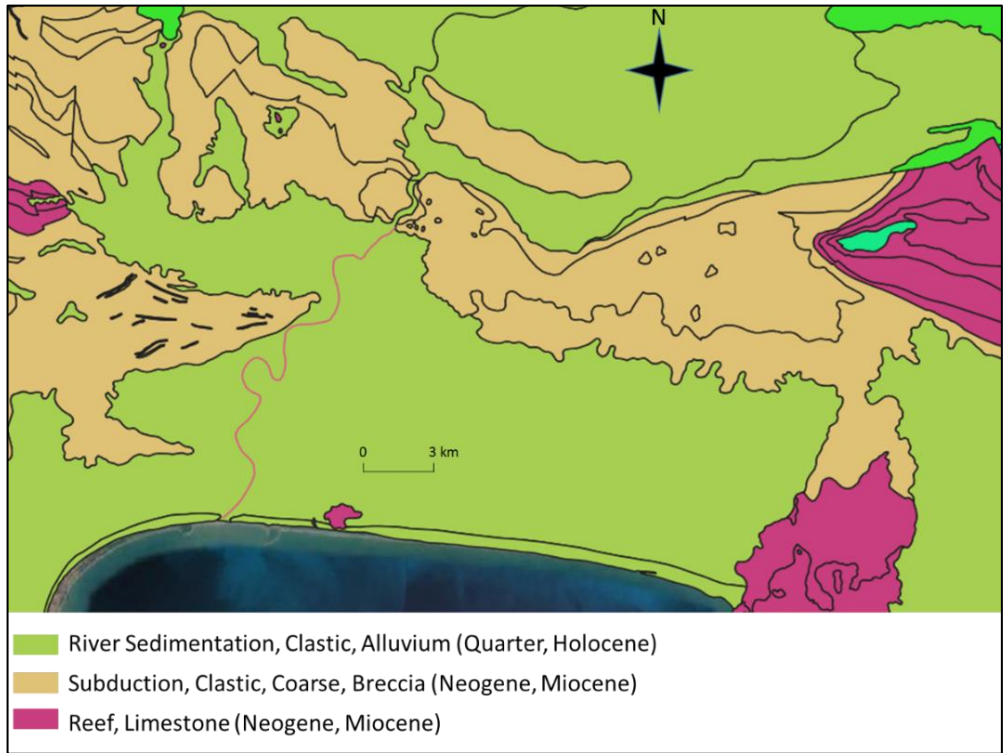 N
0 3 km
River Sedimentation, Clastic, Alluvium (Quarter, Holocene)
Subduction, Clastic, Coarse, Breccia (Neogene, Miocene)
Reef, Limestone (Neogene, Miocene)